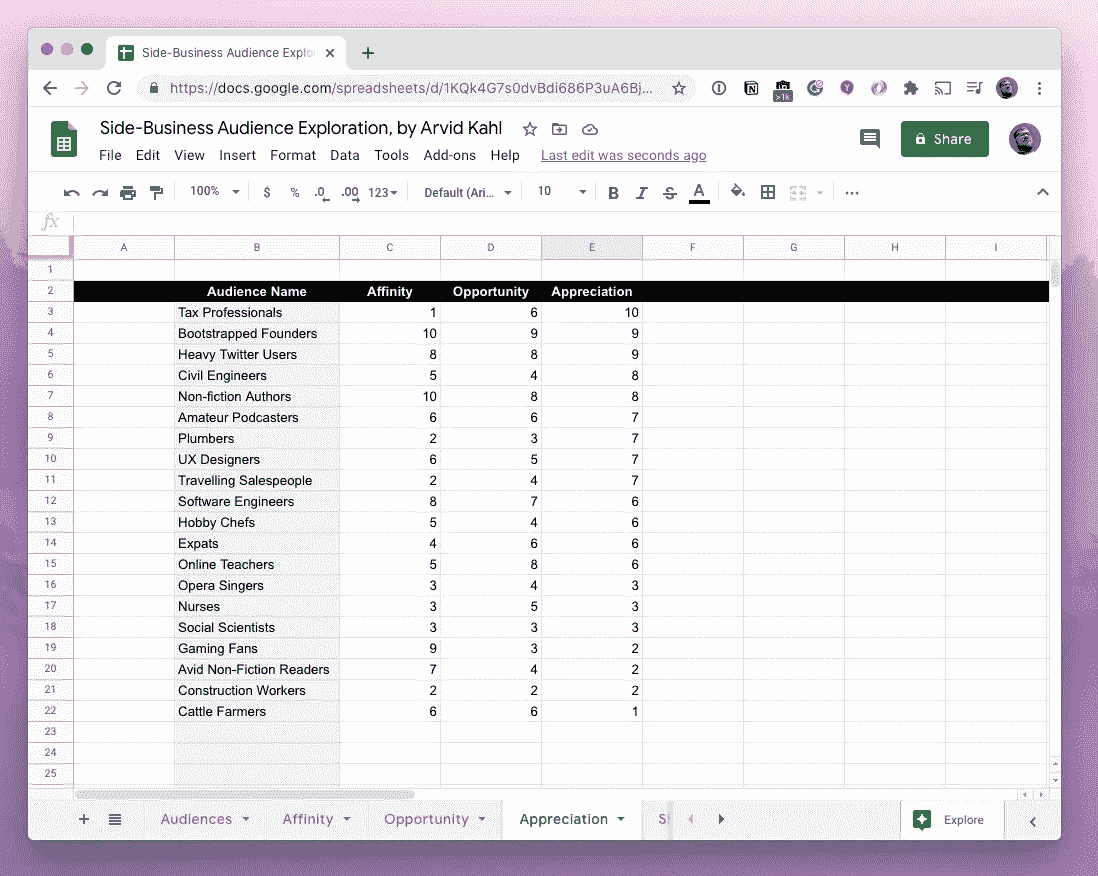 Side-Business Audience Explo
https://docs.google.com/spreadsheets/d/1KQk4G7s0dvBdi686P3uA6Bj...
>1k
Side-Business Audience Exploration, by Arvid Kahl
Share
File Edit View Insert Format Data Tools Add-ons Help Last edit was seconds ago
100% $ % .0 .00 123 Default (Ari... 10 B I S A
fx
A B C D E F G H I
1
2 Audience Name Affinity Opportunity Appreciation
3 Tax Professionals 1 6 10
4 Bootstrapped Founders 10 9 9
5 Heavy Twitter Users 8 8 9
6 Civil Engineers 5 4 8
7 Non-fiction Authors 10 8 8
8 Amateur Podcasters 6 6 7
9 Plumbers 2 3 7
10 UX Designers 6 5 7
11 Travelling Salespeople 2 4 7
12 Software Engineers 8 7 6
13 Hobby Chefs 5 4 6
14 Expats 4 6 6
15 Online Teachers 5 8 6
16 Opera Singers 3 4 3
17 Nurses 3 5 3
18 Social Scientists 3 3 3
19 Gaming Fans 9 3 2
20 Avid Non-Fiction Readers 7 4 2
21 Construction Workers 2 2 2
22 Cattle Farmers 6 6 1
23
24
25
Audiences Affinity Opportunity Appreciation Explore